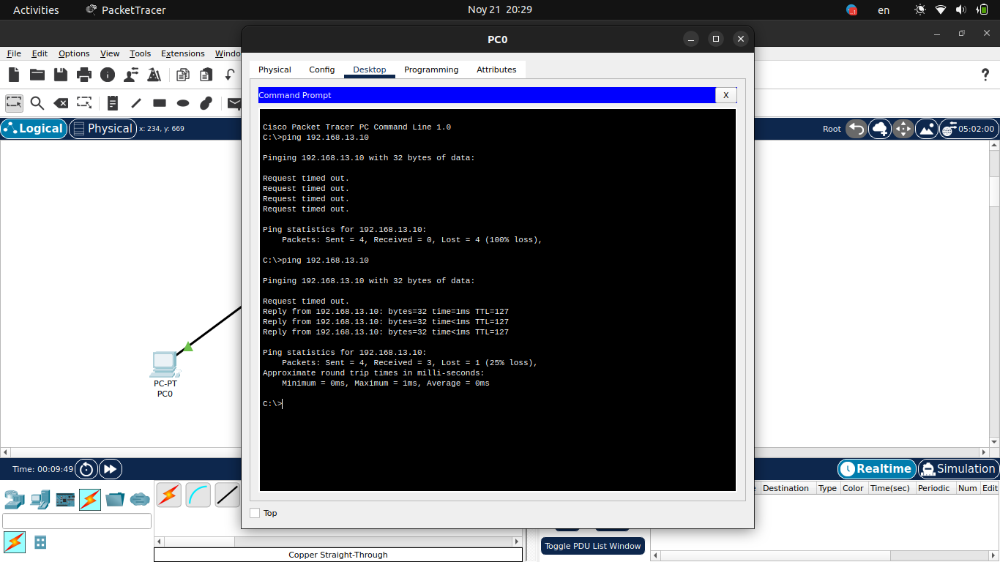 Activities
PacketTracer
Noy 21 20:29
en
PC0
File Edit Options View Tools Extensions
Physical Config Desktop Programming Attributes
Command Prompt
X
Logical
Physical
x: 234, y: 669
Root
05:02:00
Cisco Packet Tracer PC Command Line 1.0
C:\>ping 192.168.13.10
Pinging 192.168.13.10 with 32 bytes of data:
Request timed out.
Request timed out.
Request timed out.
Request timed out.
Ping statistics for 192.168.13.10:
Packets: Sent = 4, Received = 0, Lost = 4 (100% loss),
C:\>ping 192.168.13.10
Pinging 192.168.13.10 with 32 bytes of data:
Request timed out.
Reply from 192.168.13.10: bytes=32 time=1ms TTL=127
Reply from 192.168.13.10: bytes=32 time<1ms TTL=127
Reply from 192.168.13.10: bytes=32 time<1ms TTL=127
Ping statistics for 192.168.13.10:
Packets: Sent = 4, Received = 3, Lost = 1 (25% loss),
Approximate round trip times in milli-seconds:
Minimum = 0ms, Maximum = 1ms, Average = 0ms
C:\>
PC-PT
PC0
Time: 00:09:49
Realtime
Simulation
Destination Type Color Time(sec) Periodic Num Edit
Top
Toggle PDU List Window
Copper Straight-Through